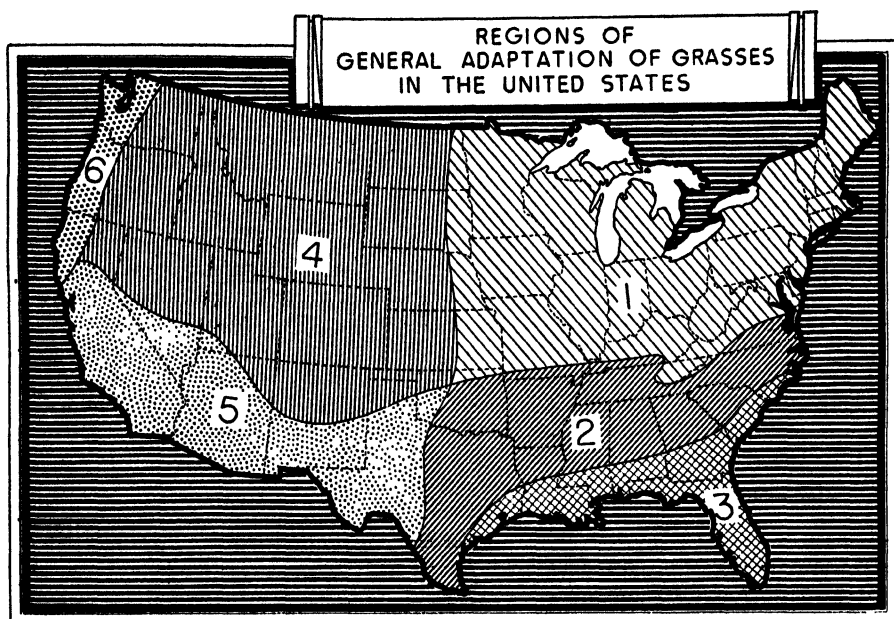 REGIONS OF
GENERAL ADAPTATION OF GRASSES
IN THE UNITED STATES
6
4
1
5
2
3